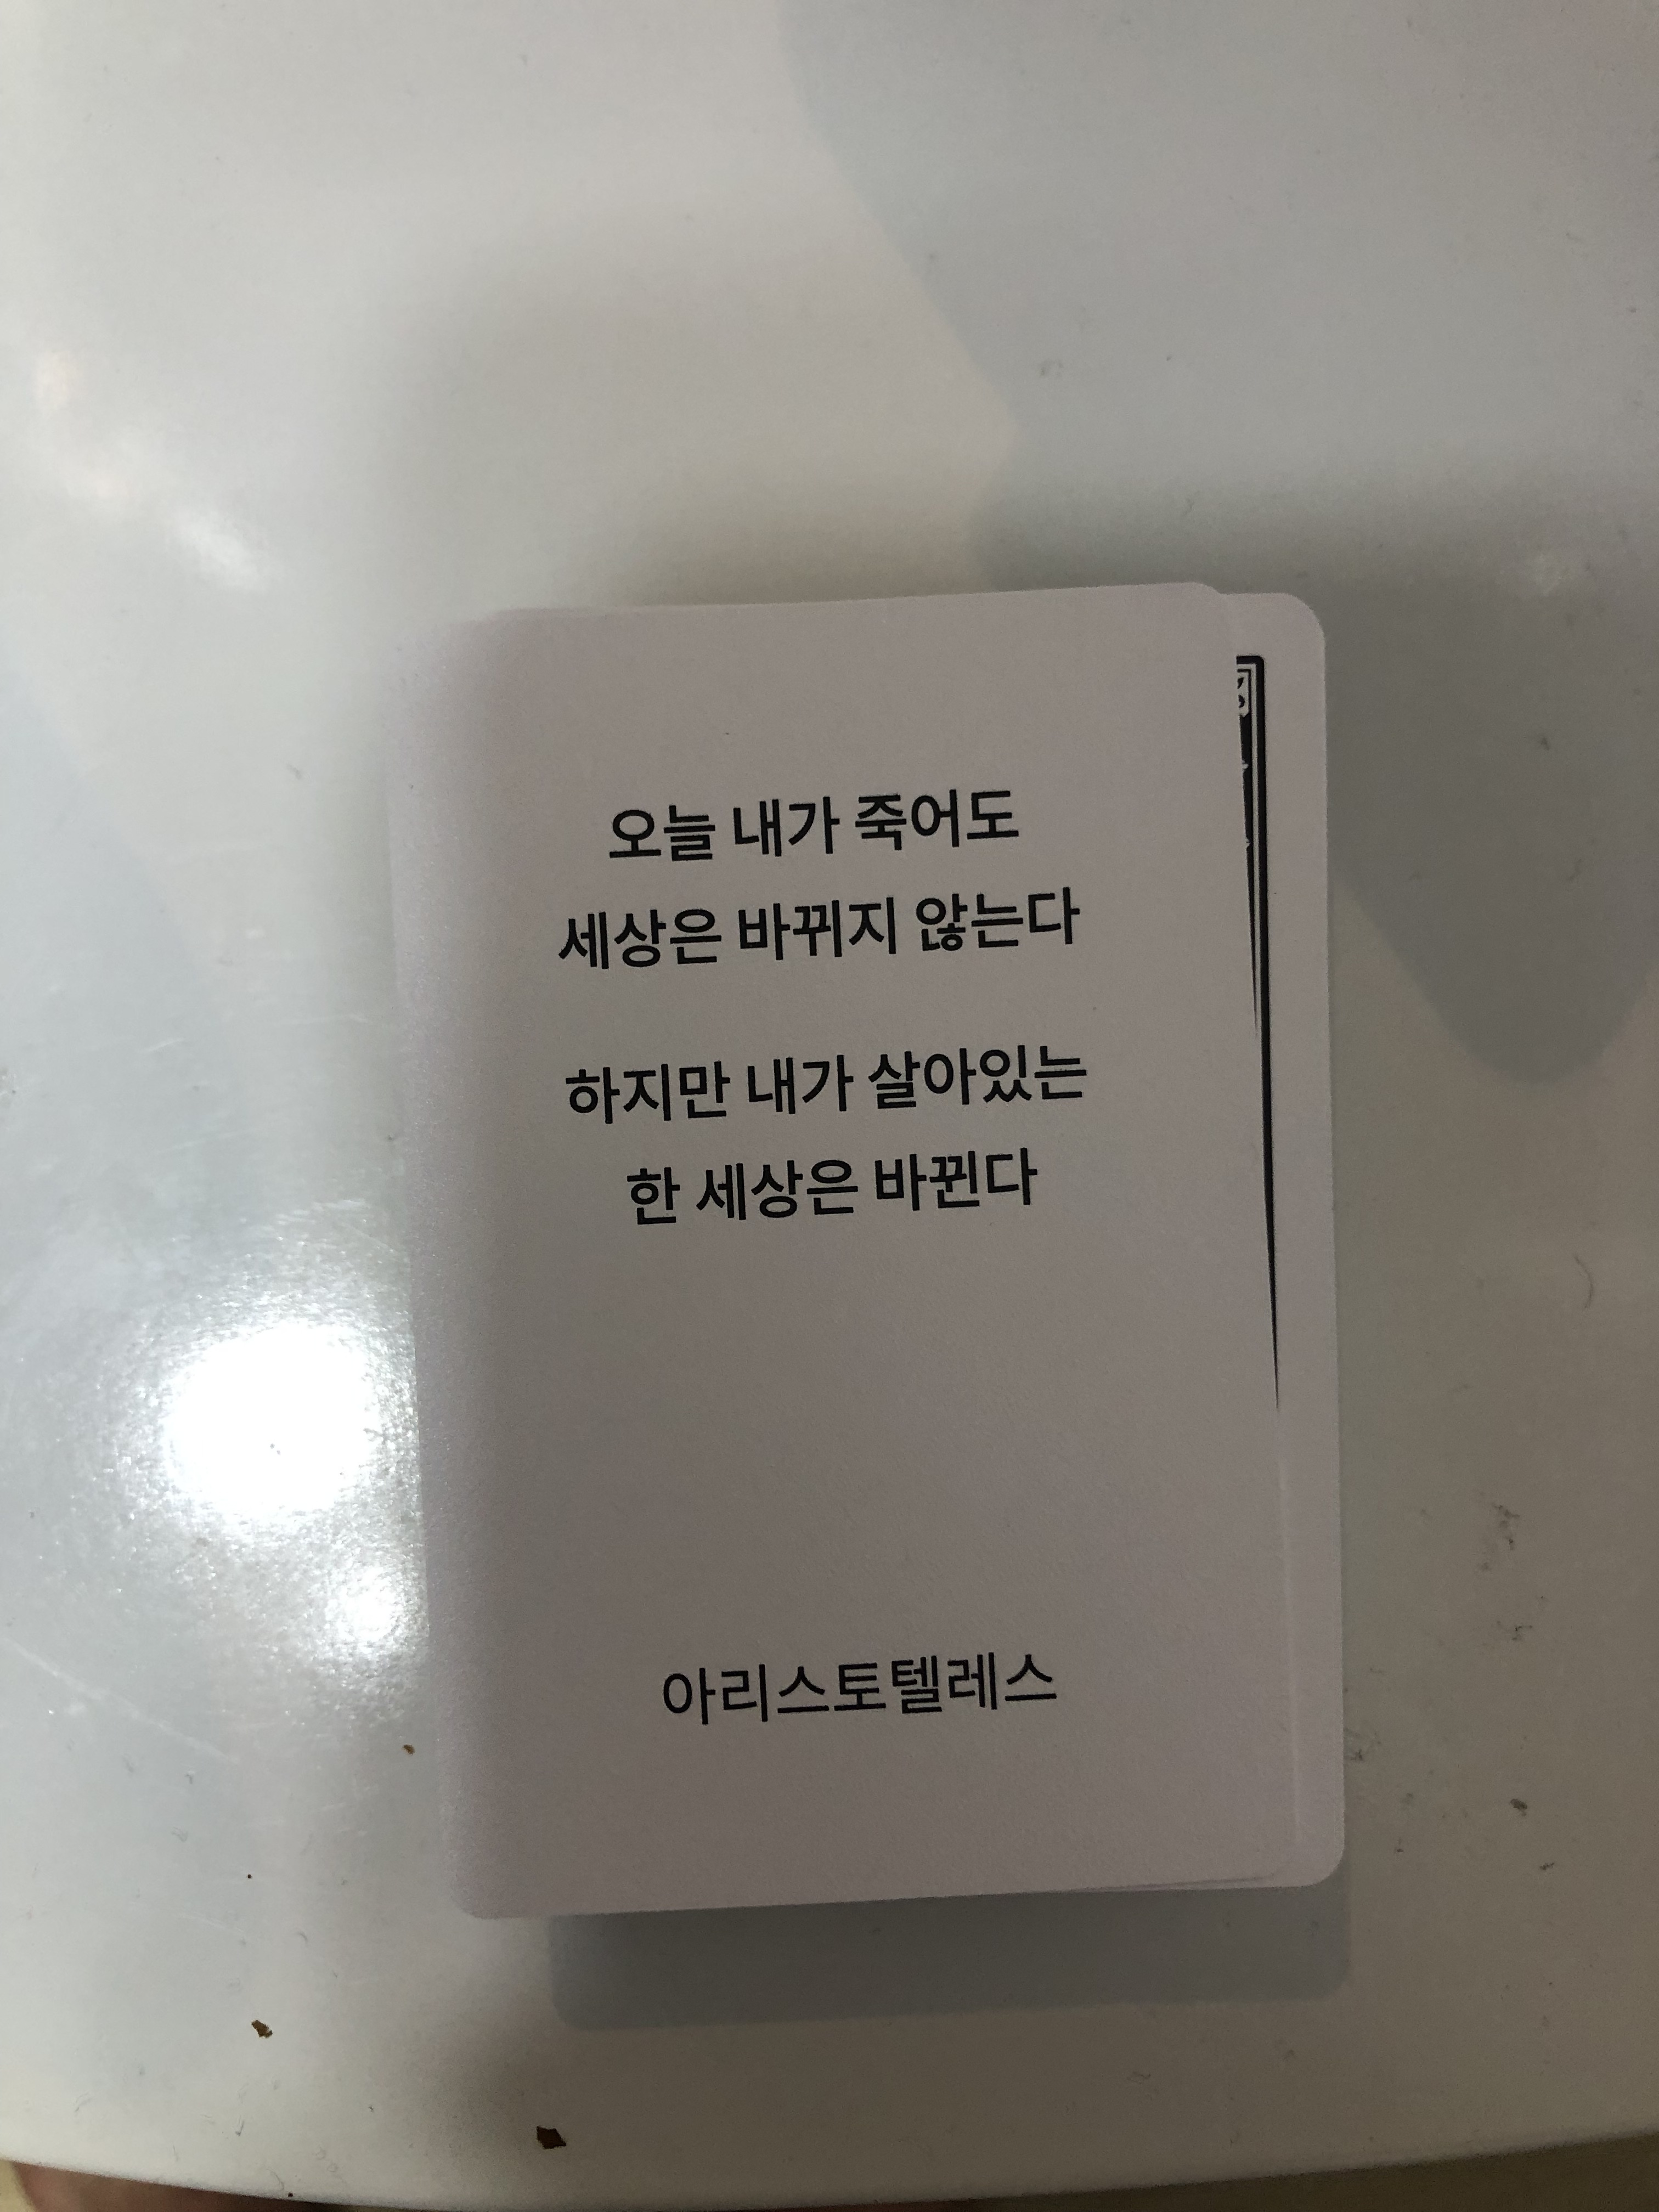 오늘 내가 죽어도
세상은 바뀌지 않는다
하지만 내가 살아있는
한 세상은 바뀐다
아리스토텔레스